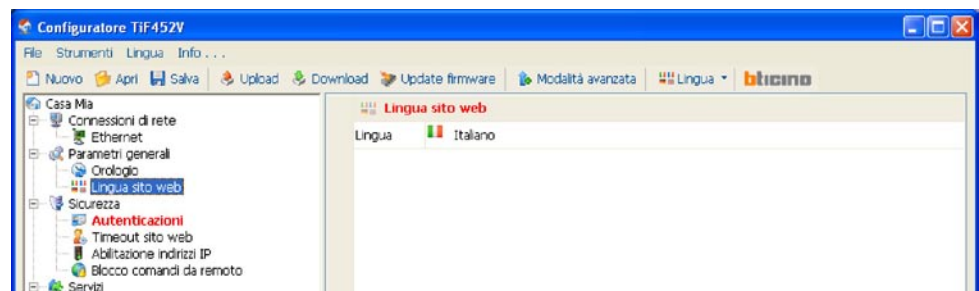 Configuratore TiF452V
File Strumenti Lingua Info . . .
Nuovo Apri Salva Upload Download Update firmware Modalità avanzata Lingua bticino
Casa Mia
Connessioni di rete
Ethernet
Parametri generali
Orologio
Lingua sito web
Sicurezza
Autenticazioni
Timeout sito web
Abilitazione indirizzi IP
Blocco comandi da remoto
Servizi
Lingua sito web
Lingua Italano